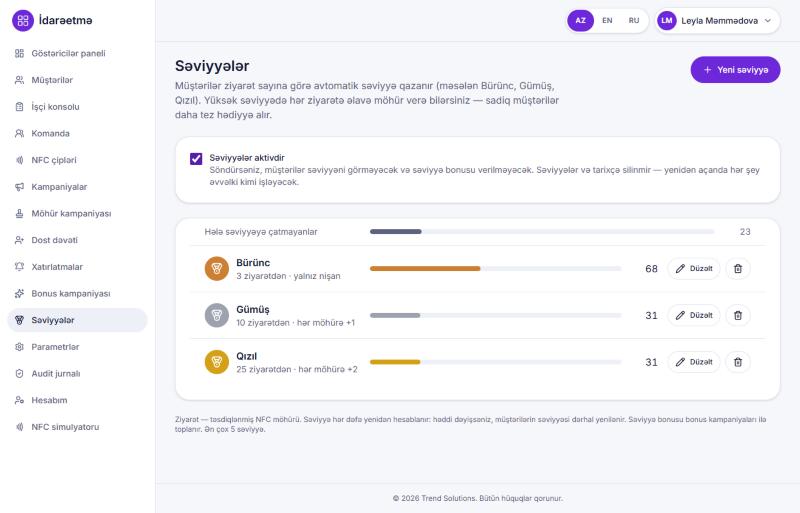 İdarəetmə
AZ EN RU
LM Leyla Məmmədova
Göstəricilər paneli
Müştərilər
İşçi konsolu
Komanda
NFC çipləri
Kampaniyalar
Möhür kampaniyası
Dost dəvəti
Xatırlatmalar
Bonus kampaniyası
Səviyyələr
Parametrlər
Audit jurnalı
Hesabım
NFC simulyatoru
Səviyyələr
Müştərilər ziyarət sayına görə avtomatik səviyyə qazanır (məsələn Bürünc, Gümüş,
Qızıl). Yüksək səviyyədə hər ziyarətə əlavə möhür verə bilərsiniz — sadiq müştərilər
daha tez hədiyyə alır.
Yeni səviyyə
Səviyyələr aktivdir
Söndürsəniz, müştərilər səviyyəni görməyəcək və səviyyə bonusu verilməyəcək. Səviyyələr və tarixçə silinmir — yenidən açanda hər şey
əvvəlki kimi işləyəcək.
Hələ səviyyəyə çatmayanlar 23
Bürünc
3 ziyarətdən · yalnız nişan
68 Düzəlt
Gümüş
10 ziyarətdən · hər möhürə +1
31 Düzəlt
Qızıl
25 ziyarətdən · hər möhürə +2
31 Düzəlt
Ziyarət — təsdiqlənmiş NFC möhürü. Səviyyə hər dəfə yenidən hesablanır: həddi dəyişsəniz, müştərilərin səviyyəsi dərhal yenilənir. Səviyyə bonusu bonus kampaniyaları ilə
toplanır. Ən çox 5 səviyyə.
© 2026 Trend Solutions. Bütün hüquqlar qorunur.